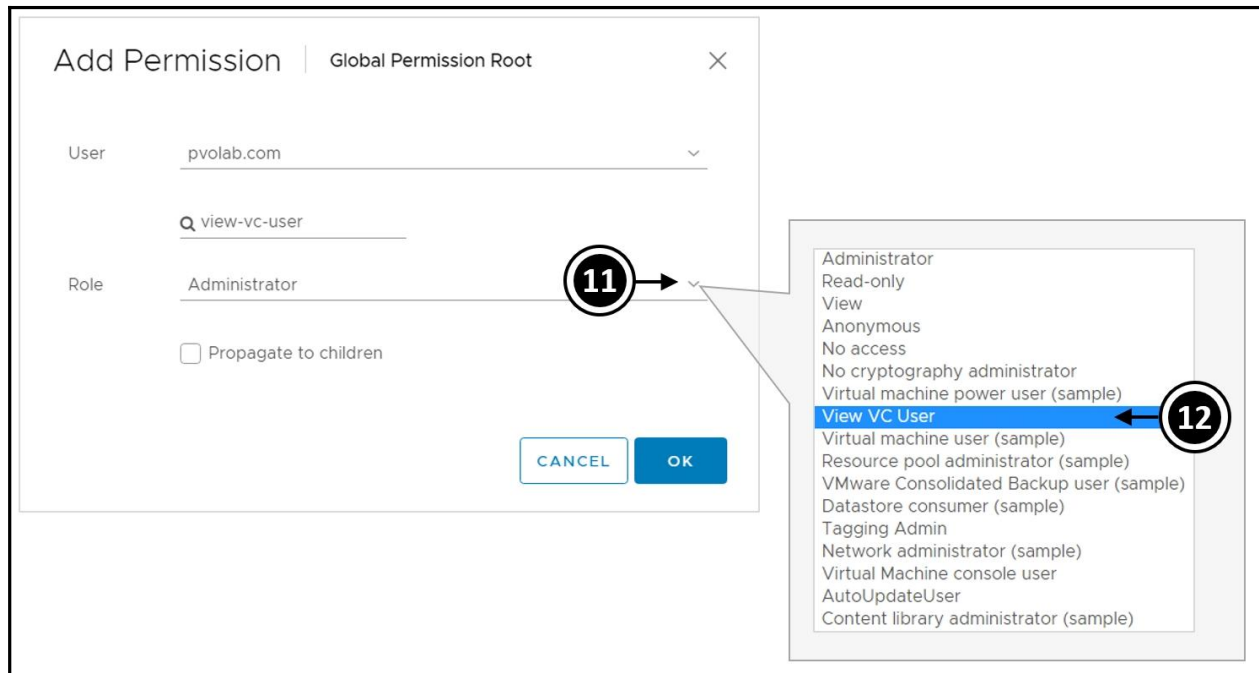 Add Permission Global Permission Root
User pvolab.com
view-vc-user
Role Administrator
11
Propagate to children
CANCEL OK
Administrator
Read-only
View
Anonymous
No access
No cryptography administrator
Virtual machine power user (sample)
View VC User
12
Virtual machine user (sample)
Resource pool administrator (sample)
VMware Consolidated Backup user (sample)
Datastore consumer (sample)
Tagging Admin
Network administrator (sample)
Virtual Machine console user
AutoUpdateUser
Content library administrator (sample)